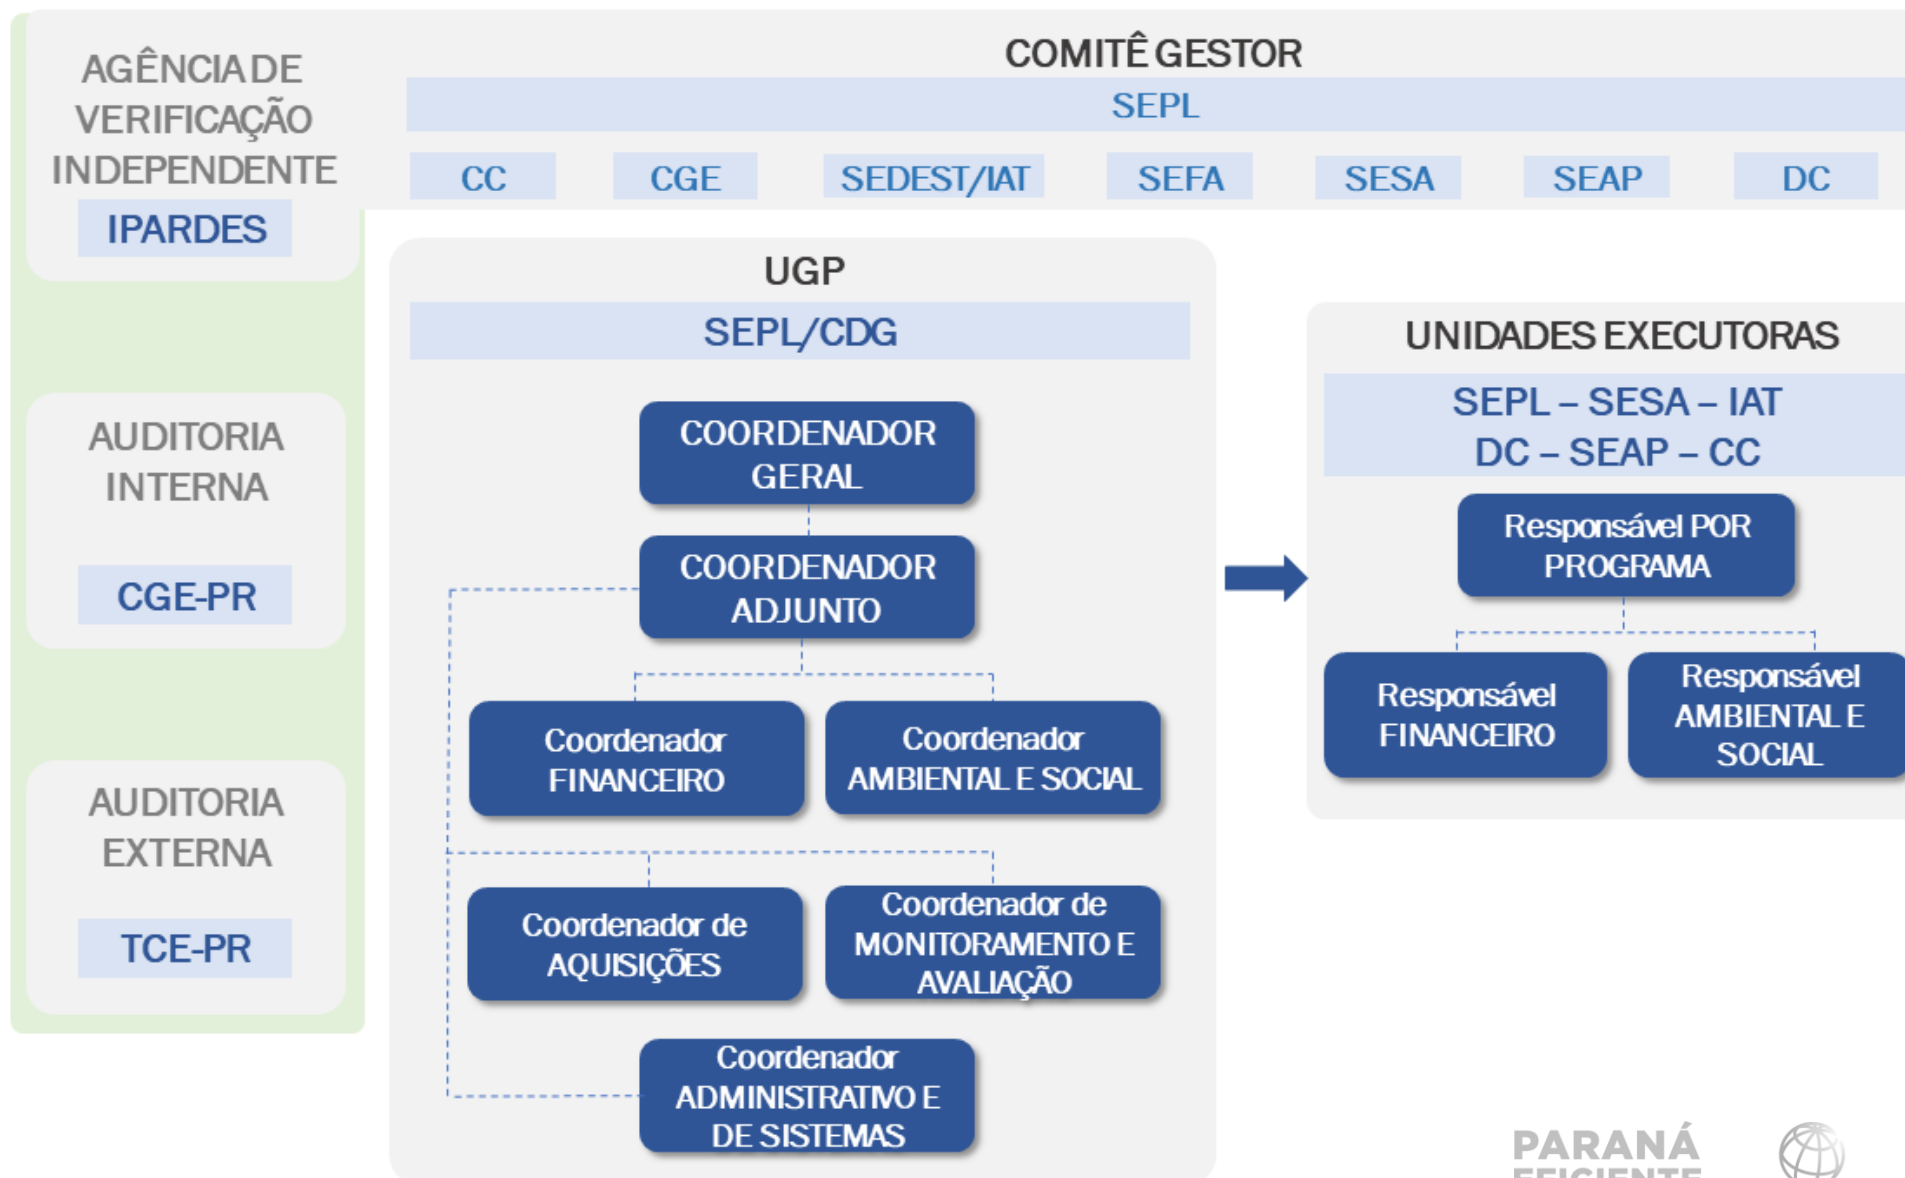 AGÊNCIA DE
VERIFICAÇÃO
INDEPENDENTE
IPARDES
AUDITORIA
INTERNA
CGE-PR
AUDITORIA
EXTERNA
TCE-PR
COMITÊ GESTOR
SEPL
CC CGE SEDEST/IAT SEFA SESA SEAP DC
UGP
SEPL/CDG
COORDENADOR
GERAL
COORDENADOR
ADJUNTO
Coordenador
FINANCEIRO
Coordenador
AMBIENTAL E SOCIAL
Coordenador de
AQUISIÇÕES
Coordenador de
MONITORAMENTO E
AVALIAÇÃO
Coordenador
ADMINISTRATIVO E
DE SISTEMAS
UNIDADES EXECUTORAS
SEPL – SESA – IAT
DC – SEAP – CC
Responsável POR
PROGRAMA
Responsável
FINANCEIRO
Responsável
AMBIENTAL E
SOCIAL
PARANÁ
EFICIENTE